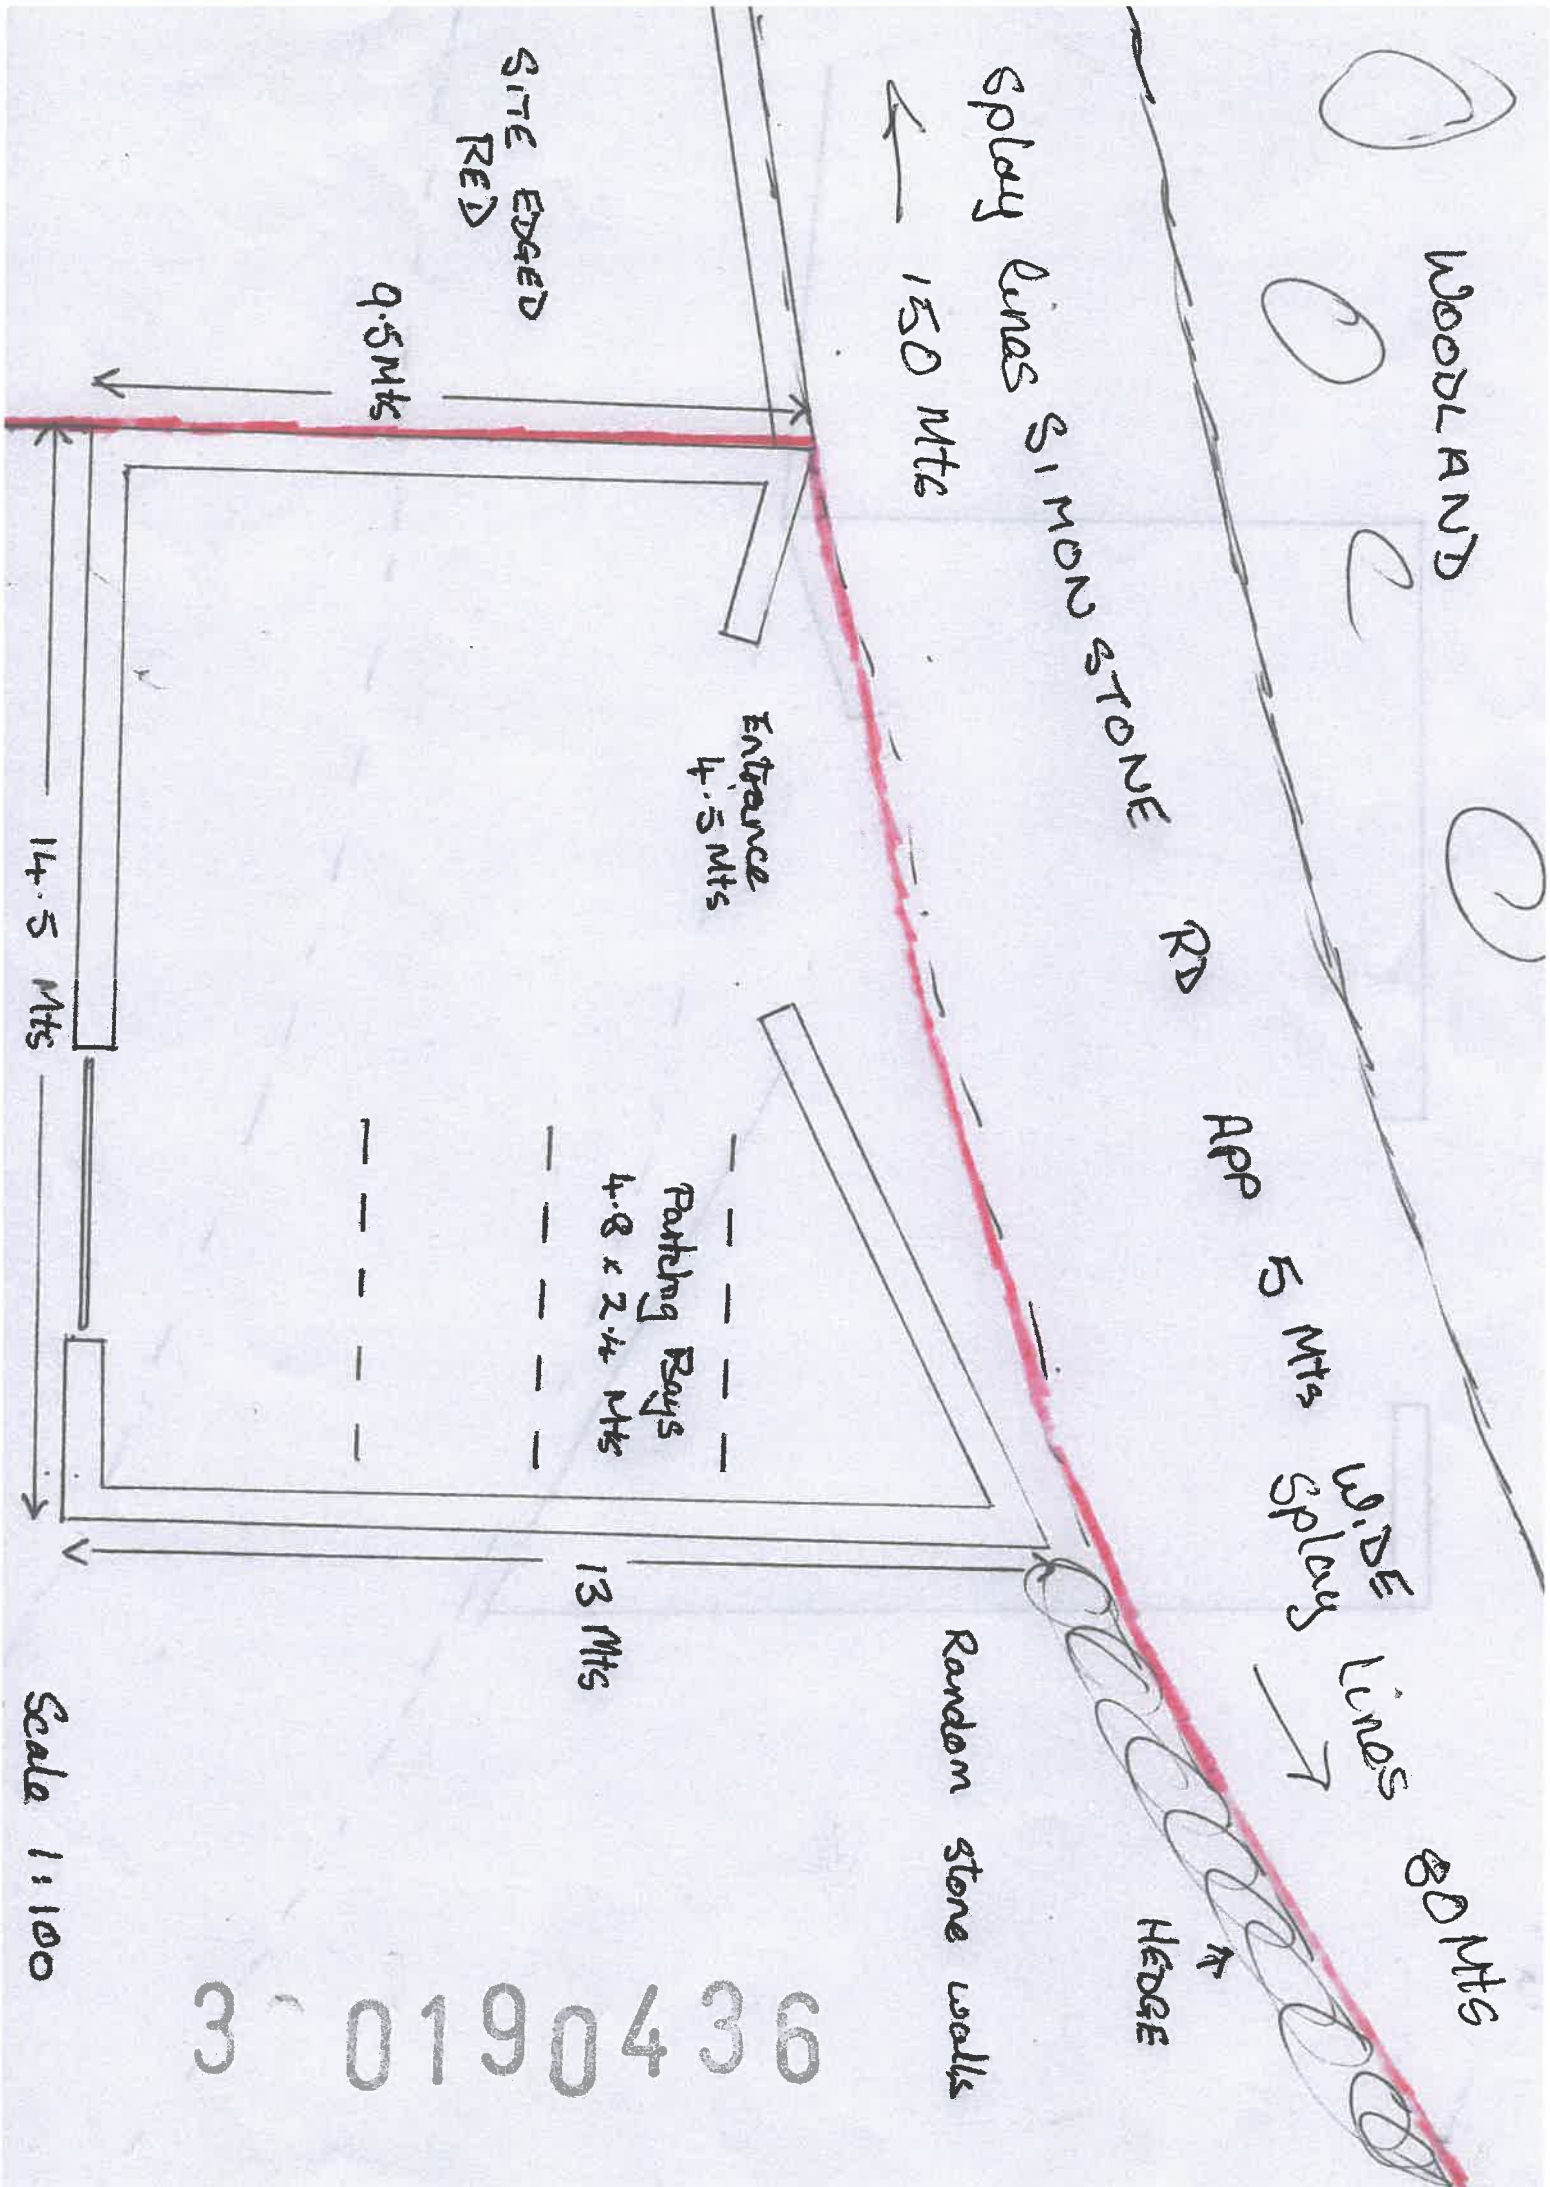 WOODLAND
Splay Lines SIMONSTONE RD APP 5 Mts WIDE
← 150 Mts
Splay Lines 80 Mts
→
SITE EDGED
RED
9.5 Mts
Entrance
4.5 Mts
Parking Bays
4.8 x 2.4 Mts
14.5 Mts
13 Mts
Random stone walls
HEDGE
Scale 1:100
3 0190436